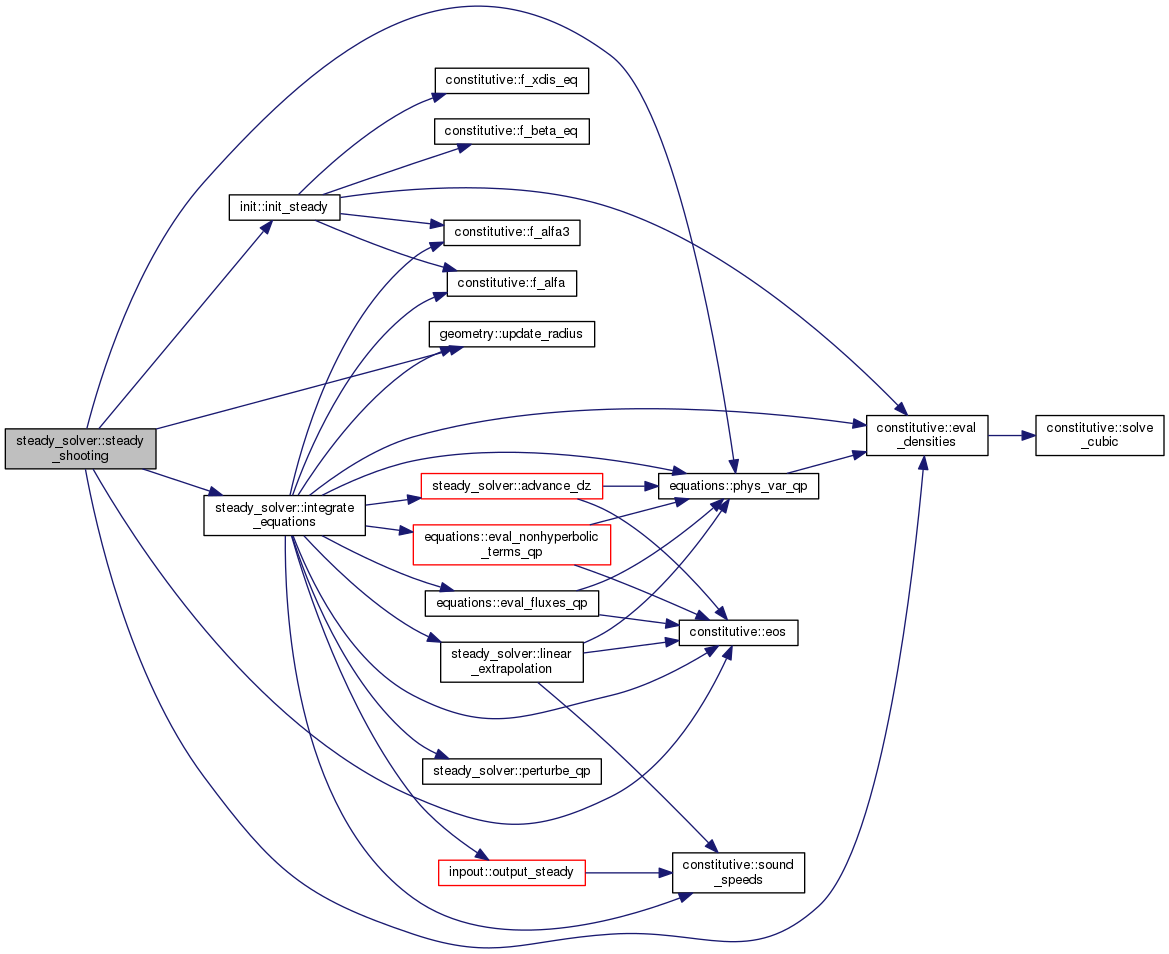 constitutive::f_xdis_eq
constitutive::f_beta_eq
init::init_steady
constitutive::f_alfa3
constitutive::f_alfa
geometry::update_radius
steady_solver::steady
_shooting
constitutive::eval
_densities
constitutive::solve
_cubic
steady_solver::advance_dz
equations::phys_var_qp
steady_solver::integrate
_equations
equations::eval_nonhyperbolic
_terms_qp
equations::eval_fluxes_qp
constitutive::eos
steady_solver::linear
_extrapolation
steady_solver::perturbe_qp
inpout::output_steady
constitutive::sound
_speeds